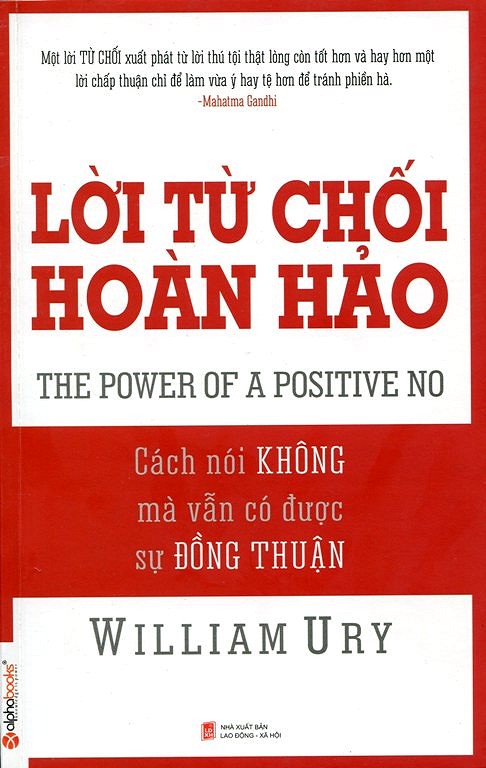 Một lời TỪ CHỐI xuất phát từ lời thú tội thật lòng còn tốt hơn và hay hơn một
lời chấp thuận chỉ để làm vừa ý hay tệ hơn để tránh phiền hà.
-Mahatma Gandhi
LỜI TỪ CHỐI
HOÀN HẢO
THE POWER OF A POSITIVE NO
Cách nói KHÔNG
mà vẫn có được
sự ĐỒNG THUẬN
WILLIAM URY
alphabooks®
knowledge is power
NHÀ XUẤT BẢN
LAO ĐỘNG - XÃ HỘI